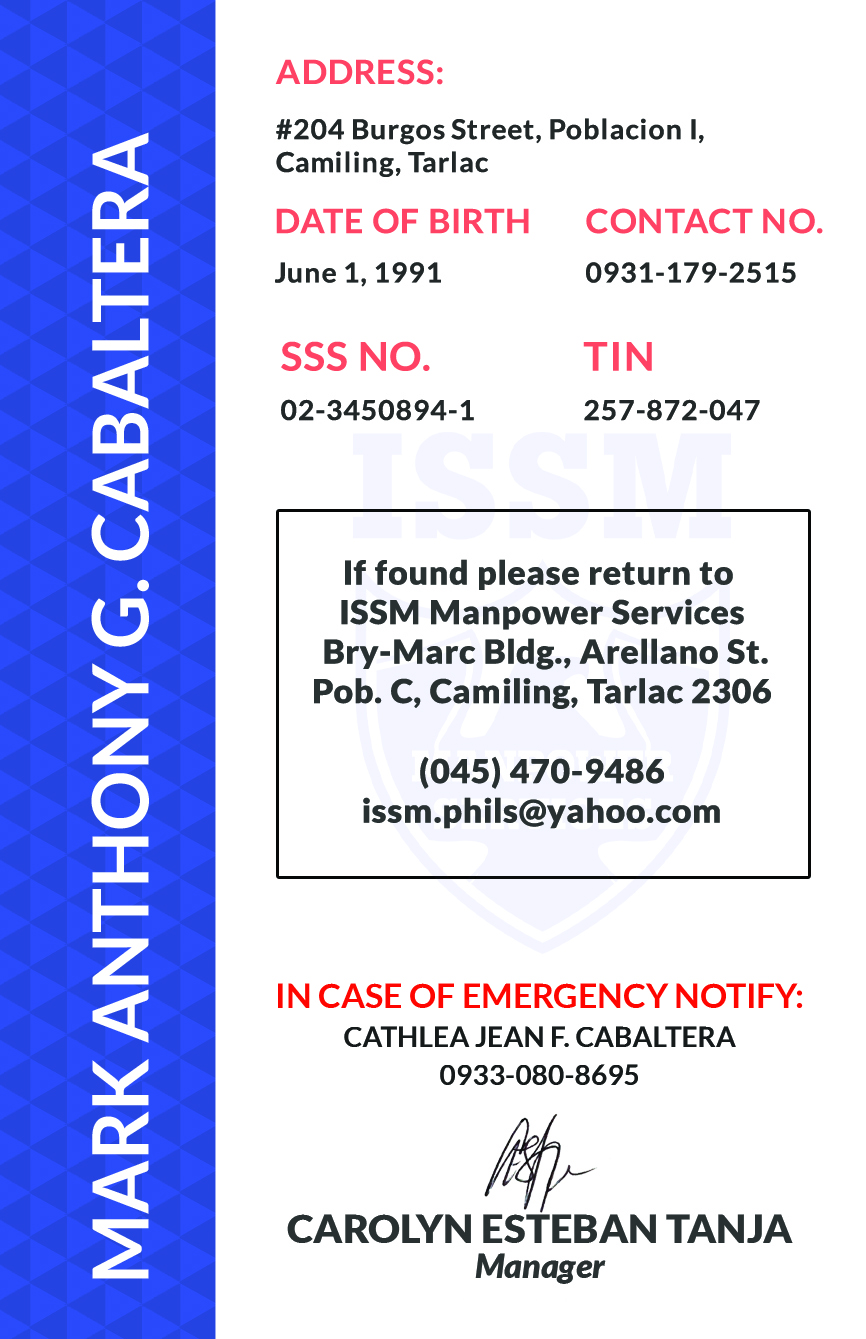 MARK ANTHONY G. CABALTERA
ADDRESS:
#204 Burgos Street, Poblacion I,
Camiling, Tarlac
DATE OF BIRTH
June 1, 1991
CONTACT NO.
0931-179-2515
SSS NO.
02-3450894-1
TIN
257-872-047
ISSM
If found please return to
ISSM Manpower Services
Bry-Marc Bldg., Arellano St.
Pob. C, Camiling, Tarlac 2306
(045) 470-9486
issm.phils@yahoo.com
IN CASE OF EMERGENCY NOTIFY:
CATHLEA JEAN F. CABALTERA
0933-080-8695
CAROLYN ESTEBAN TANJA
Manager